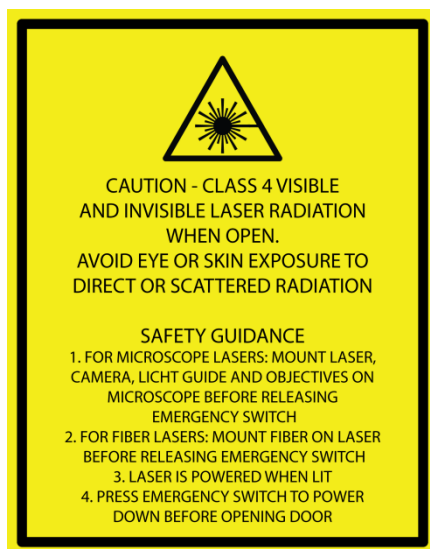 CAUTION - CLASS 4 VISIBLE
AND INVISIBLE LASER RADIATION
WHEN OPEN.
AVOID EYE OR SKIN EXPOSURE TO
DIRECT OR SCATTERED RADIATION
SAFETY GUIDANCE
1. FOR MICROSCOPE LASERS: MOUNT LASER,
CAMERA, LICHT GUIDE AND OBJECTIVES ON
MICROSCOPE BEFORE RELEASING
EMERGENCY SWITCH
2. FOR FIBER LASERS: MOUNT FIBER ON LASER
BEFORE RELEASING EMERGENCY SWITCH
3. LASER IS POWERED WHEN LIT
4. PRESS EMERGENCY SWITCH TO POWER
DOWN BEFORE OPENING DOOR